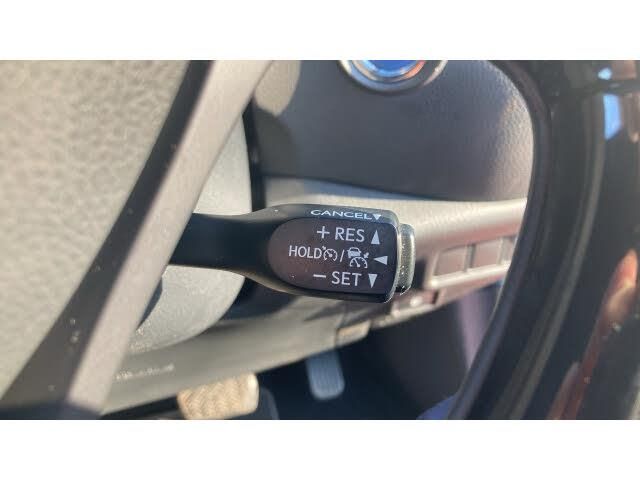 CANCEL▼
+ RES ▲
HOLD / ◀
− SET ▼